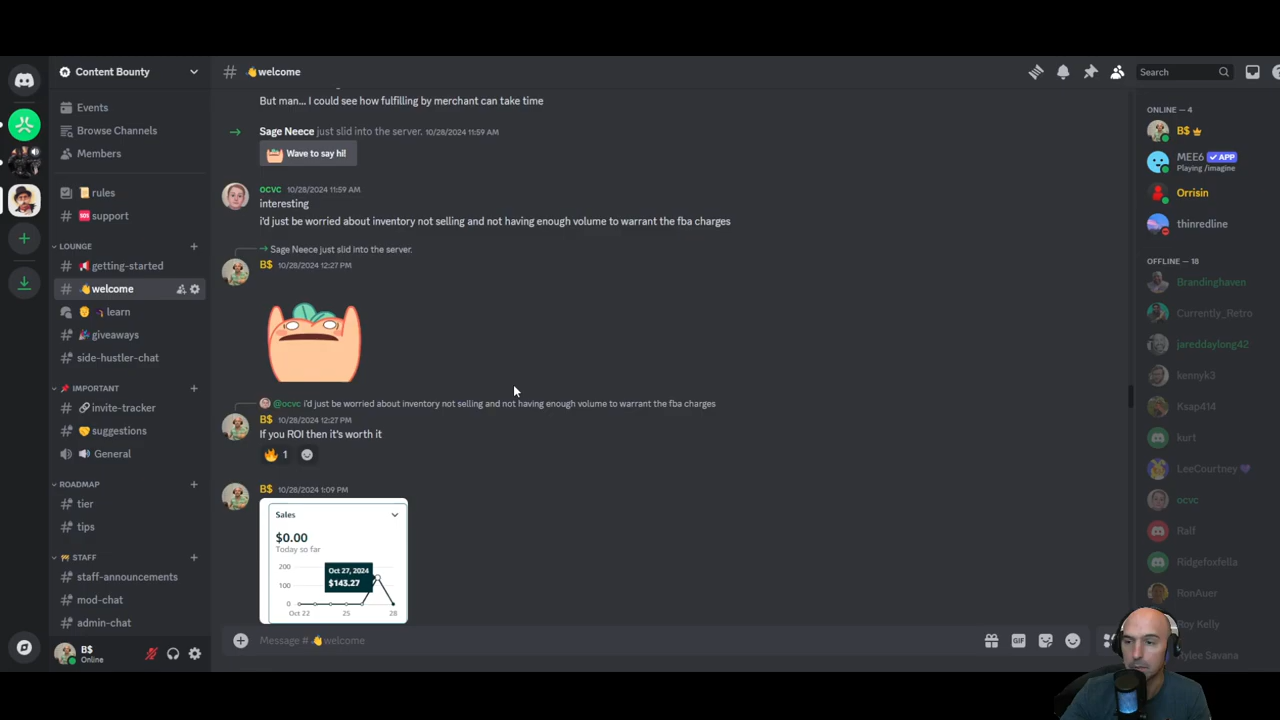 Content Bounty
Events
Browse Channels
Members
rules
support
LOUNGE
getting-started
welcome
learn
giveaways
side-hustler-chat
IMPORTANT
invite-tracker
suggestions
General
ROADMAP
tier
tips
STAFF
staff-announcements
mod-chat
admin-chat
B$
Online
# welcome
Search
But man... I could see how fulfilling by merchant can take time
Sage Neece just slid into the server. 10/28/2024 11:59 AM
Wave to say hi!
ocvc 10/28/2024 11:59 AM
interesting
i'd just be worried about inventory not selling and not having enough volume to warrant the fba charges
Sage Neece just slid into the server.
B$ 10/28/2024 12:27 PM
@ocvc i'd just be worried about inventory not selling and not having enough volume to warrant the fba charges
B$ 10/28/2024 12:27 PM
If you ROI then it's worth it
1
B$ 10/28/2024 1:09 PM
Sales
$0.00
Today so far
200
100
0
Oct 27, 2024
$143.27
Oct 22 25 28
Message # welcome
GIF
ONLINE — 4
B$
MEE6 APP
Playing /imagine
Orrisin
thinredline
OFFLINE — 18
Brandinghaven
Currently_Retro
jareddaylong42
kennyk3
Ksap414
kurt
LeeCourtney
ocvc
Ralf
Ridgefoxfella
RonAuer
Roy Kelly
Rylee Savana